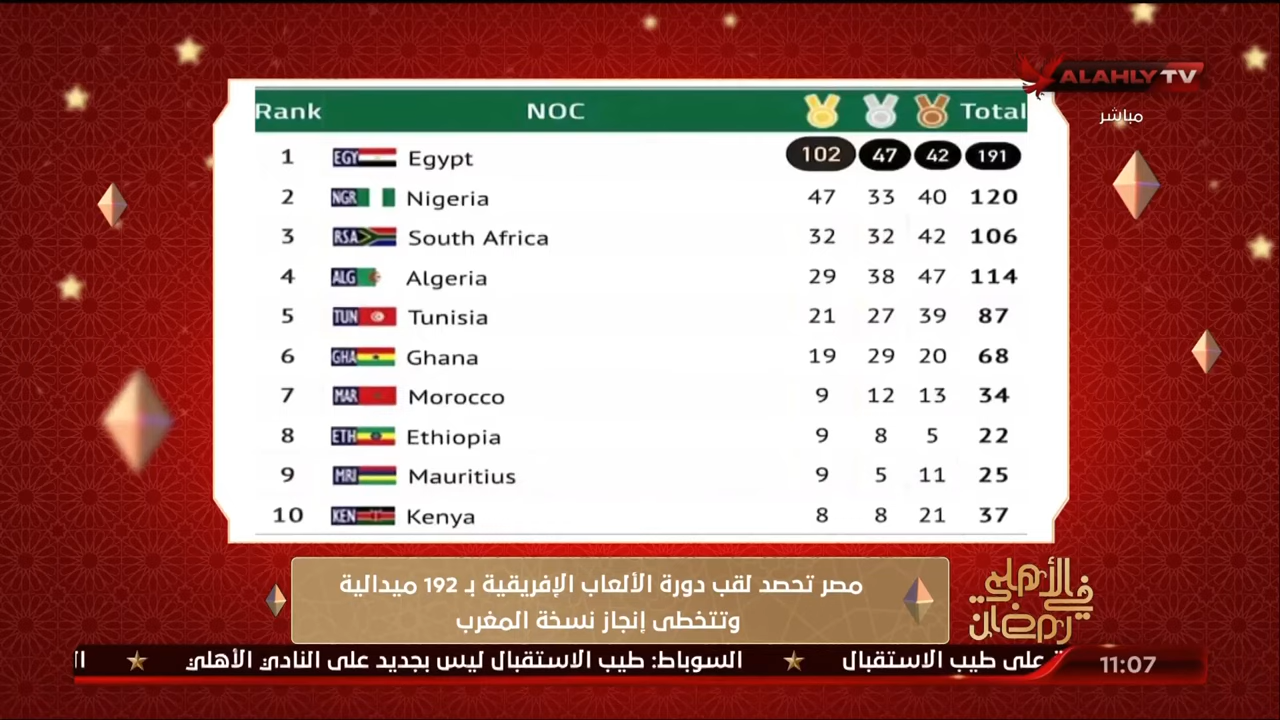 ALAHLY TV
مباشر
Rank NOC Total
1 EGY Egypt 102 47 42 191
2 NGR Nigeria 47 33 40 120
3 RSA South Africa 32 32 42 106
4 ALG Algeria 29 38 47 114
5 TUN Tunisia 21 27 39 87
6 GHA Ghana 19 29 20 68
7 MAR Morocco 9 12 13 34
8 ETH Ethiopia 9 8 5 22
9 MRI Mauritius 9 5 11 25
10 KEN Kenya 8 8 21 37
مصر تحصد لقب دورة الألعاب الإفريقية بـ 192 ميدالية
وتتخطى إنجاز نسخة المغرب
الأهلي
في
رمضان
على طيب الاستقبال ★ السوباط: طيب الاستقبال ليس بجديد على النادي الأهلي ★
11:07